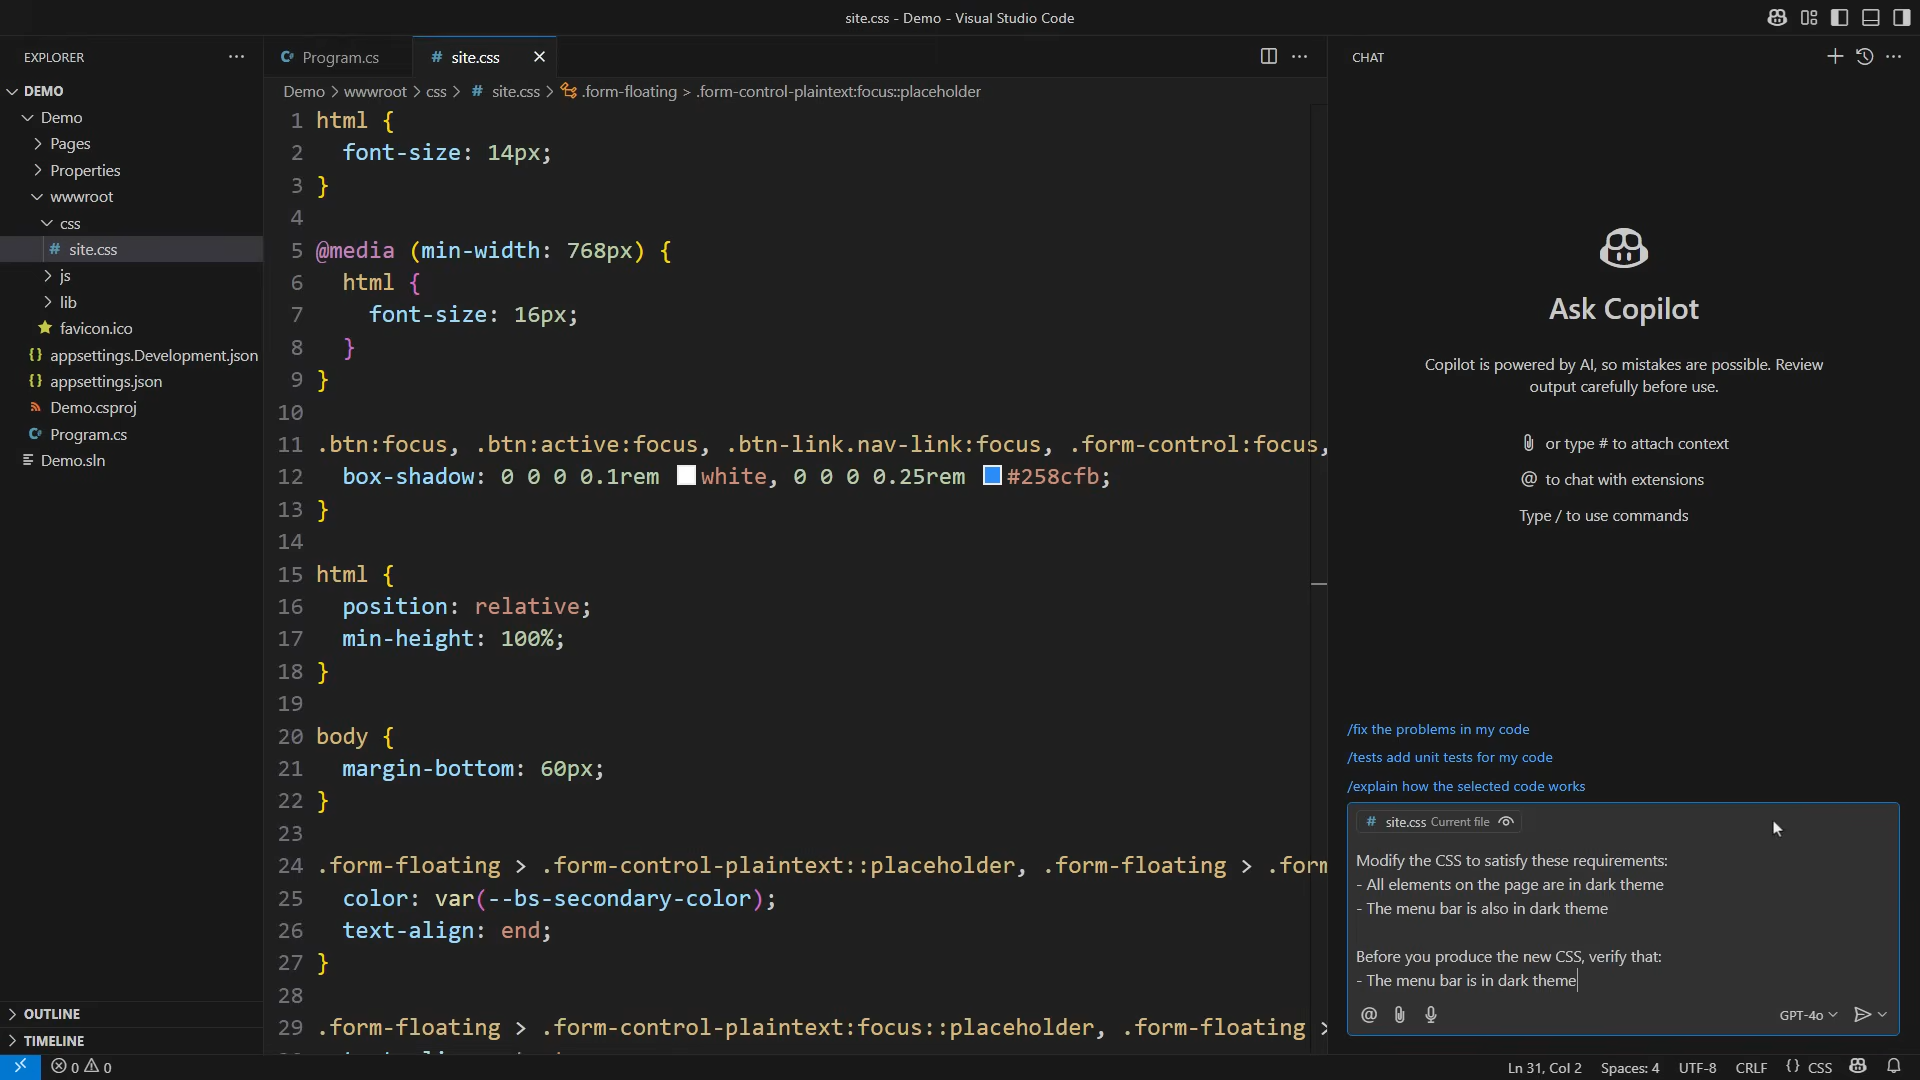 site.css - Demo - Visual Studio Code
EXPLORER
DEMO
Demo
Pages
Properties
wwwroot
css
# site.css
js
lib
favicon.ico
{} appsettings.Development.json
{} appsettings.json
Demo.csproj
Program.cs
Demo.sln
OUTLINE
TIMELINE
Program.cs
# site.css
Demo > wwwroot > css > # site.css > .form-floating > .form-control-plaintext:focus::placeholder
1 html {
2 font-size: 14px;
3 }
4
5 @media (min-width: 768px) {
6 html {
7 font-size: 16px;
8 }
9 }
10
11 .btn:focus, .btn:active:focus, .btn-link.nav-link:focus, .form-control:focus,
12 box-shadow: 0 0 0 0.1rem white, 0 0 0 0.25rem #258cfb;
13 }
14
15 html {
16 position: relative;
17 min-height: 100%;
18 }
19
20 body {
21 margin-bottom: 60px;
22 }
23
24 .form-floating > .form-control-plaintext::placeholder, .form-floating > .form
25 color: var(--bs-secondary-color);
26 text-align: end;
27 }
28
29 .form-floating > .form-control-plaintext:focus::placeholder, .form-floating >
CHAT
Ask Copilot
Copilot is powered by AI, so mistakes are possible. Review
output carefully before use.
or type # to attach context
@ to chat with extensions
Type / to use commands
/fix the problems in my code
/tests add unit tests for my code
/explain how the selected code works
# site.css Current file
Modify the CSS to satisfy these requirements:
- All elements on the page are in dark theme
- The menu bar is also in dark theme
Before you produce the new CSS, verify that:
- The menu bar is in dark theme
@ GPT-4o
0 0
Ln 31, Col 2 Spaces: 4 UTF-8 CRLF {} CSS